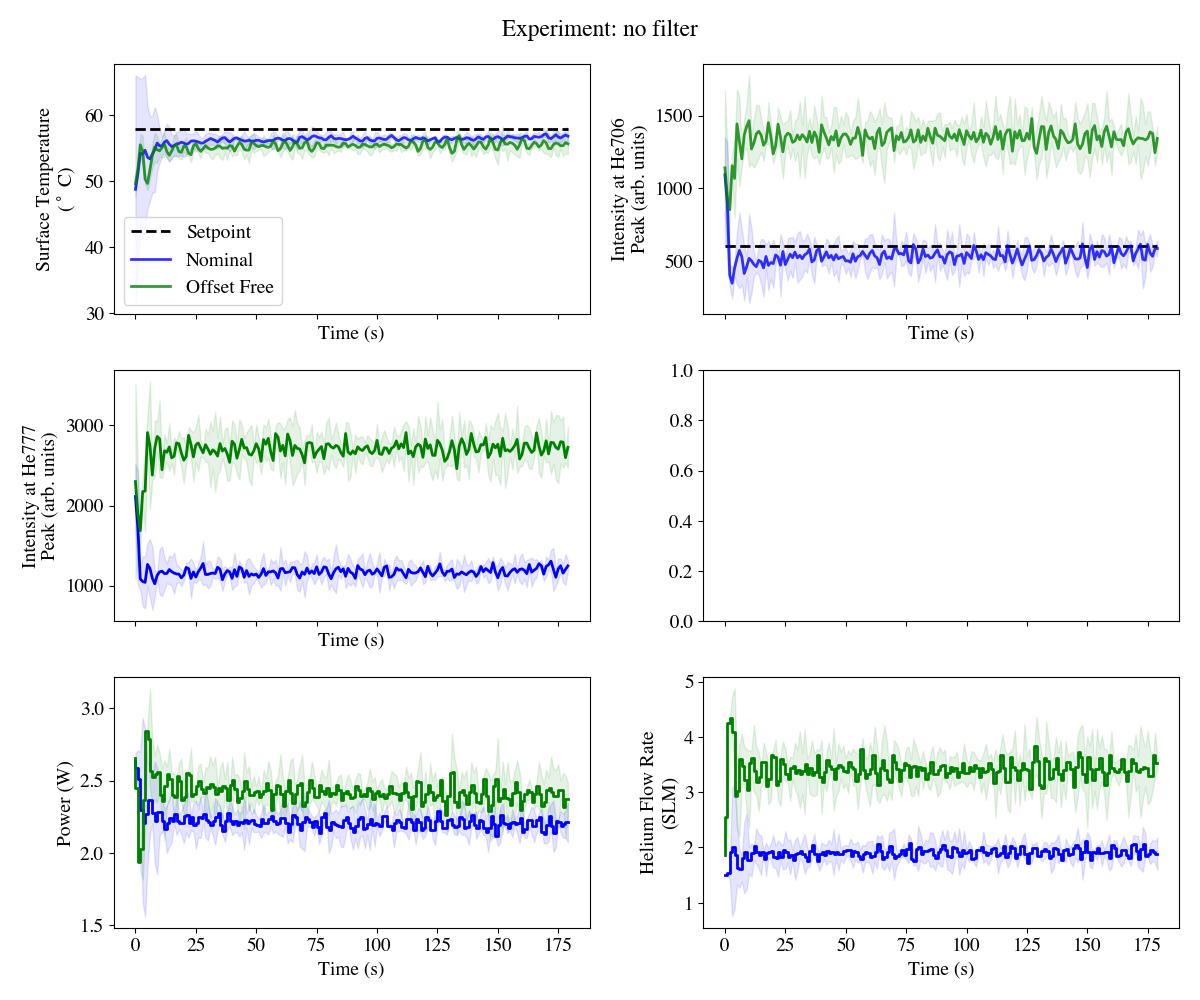 Experiment: no filter
Surface Temperature
(° C)
60
50
40
30
Setpoint
Nominal
Offset Free
Time (s)
Intensity at He706
Peak (arb. units)
1500
1000
500
Time (s)
Intensity at He777
Peak (arb. units)
3000
2000
1000
Time (s)
1.0
0.8
0.6
0.4
0.2
0.0
Power (W)
3.0
2.5
2.0
1.5
0 25 50 75 100 125 150 175
Time (s)
Helium Flow Rate
(SLM)
5
4
3
2
1
0 25 50 75 100 125 150 175
Time (s)